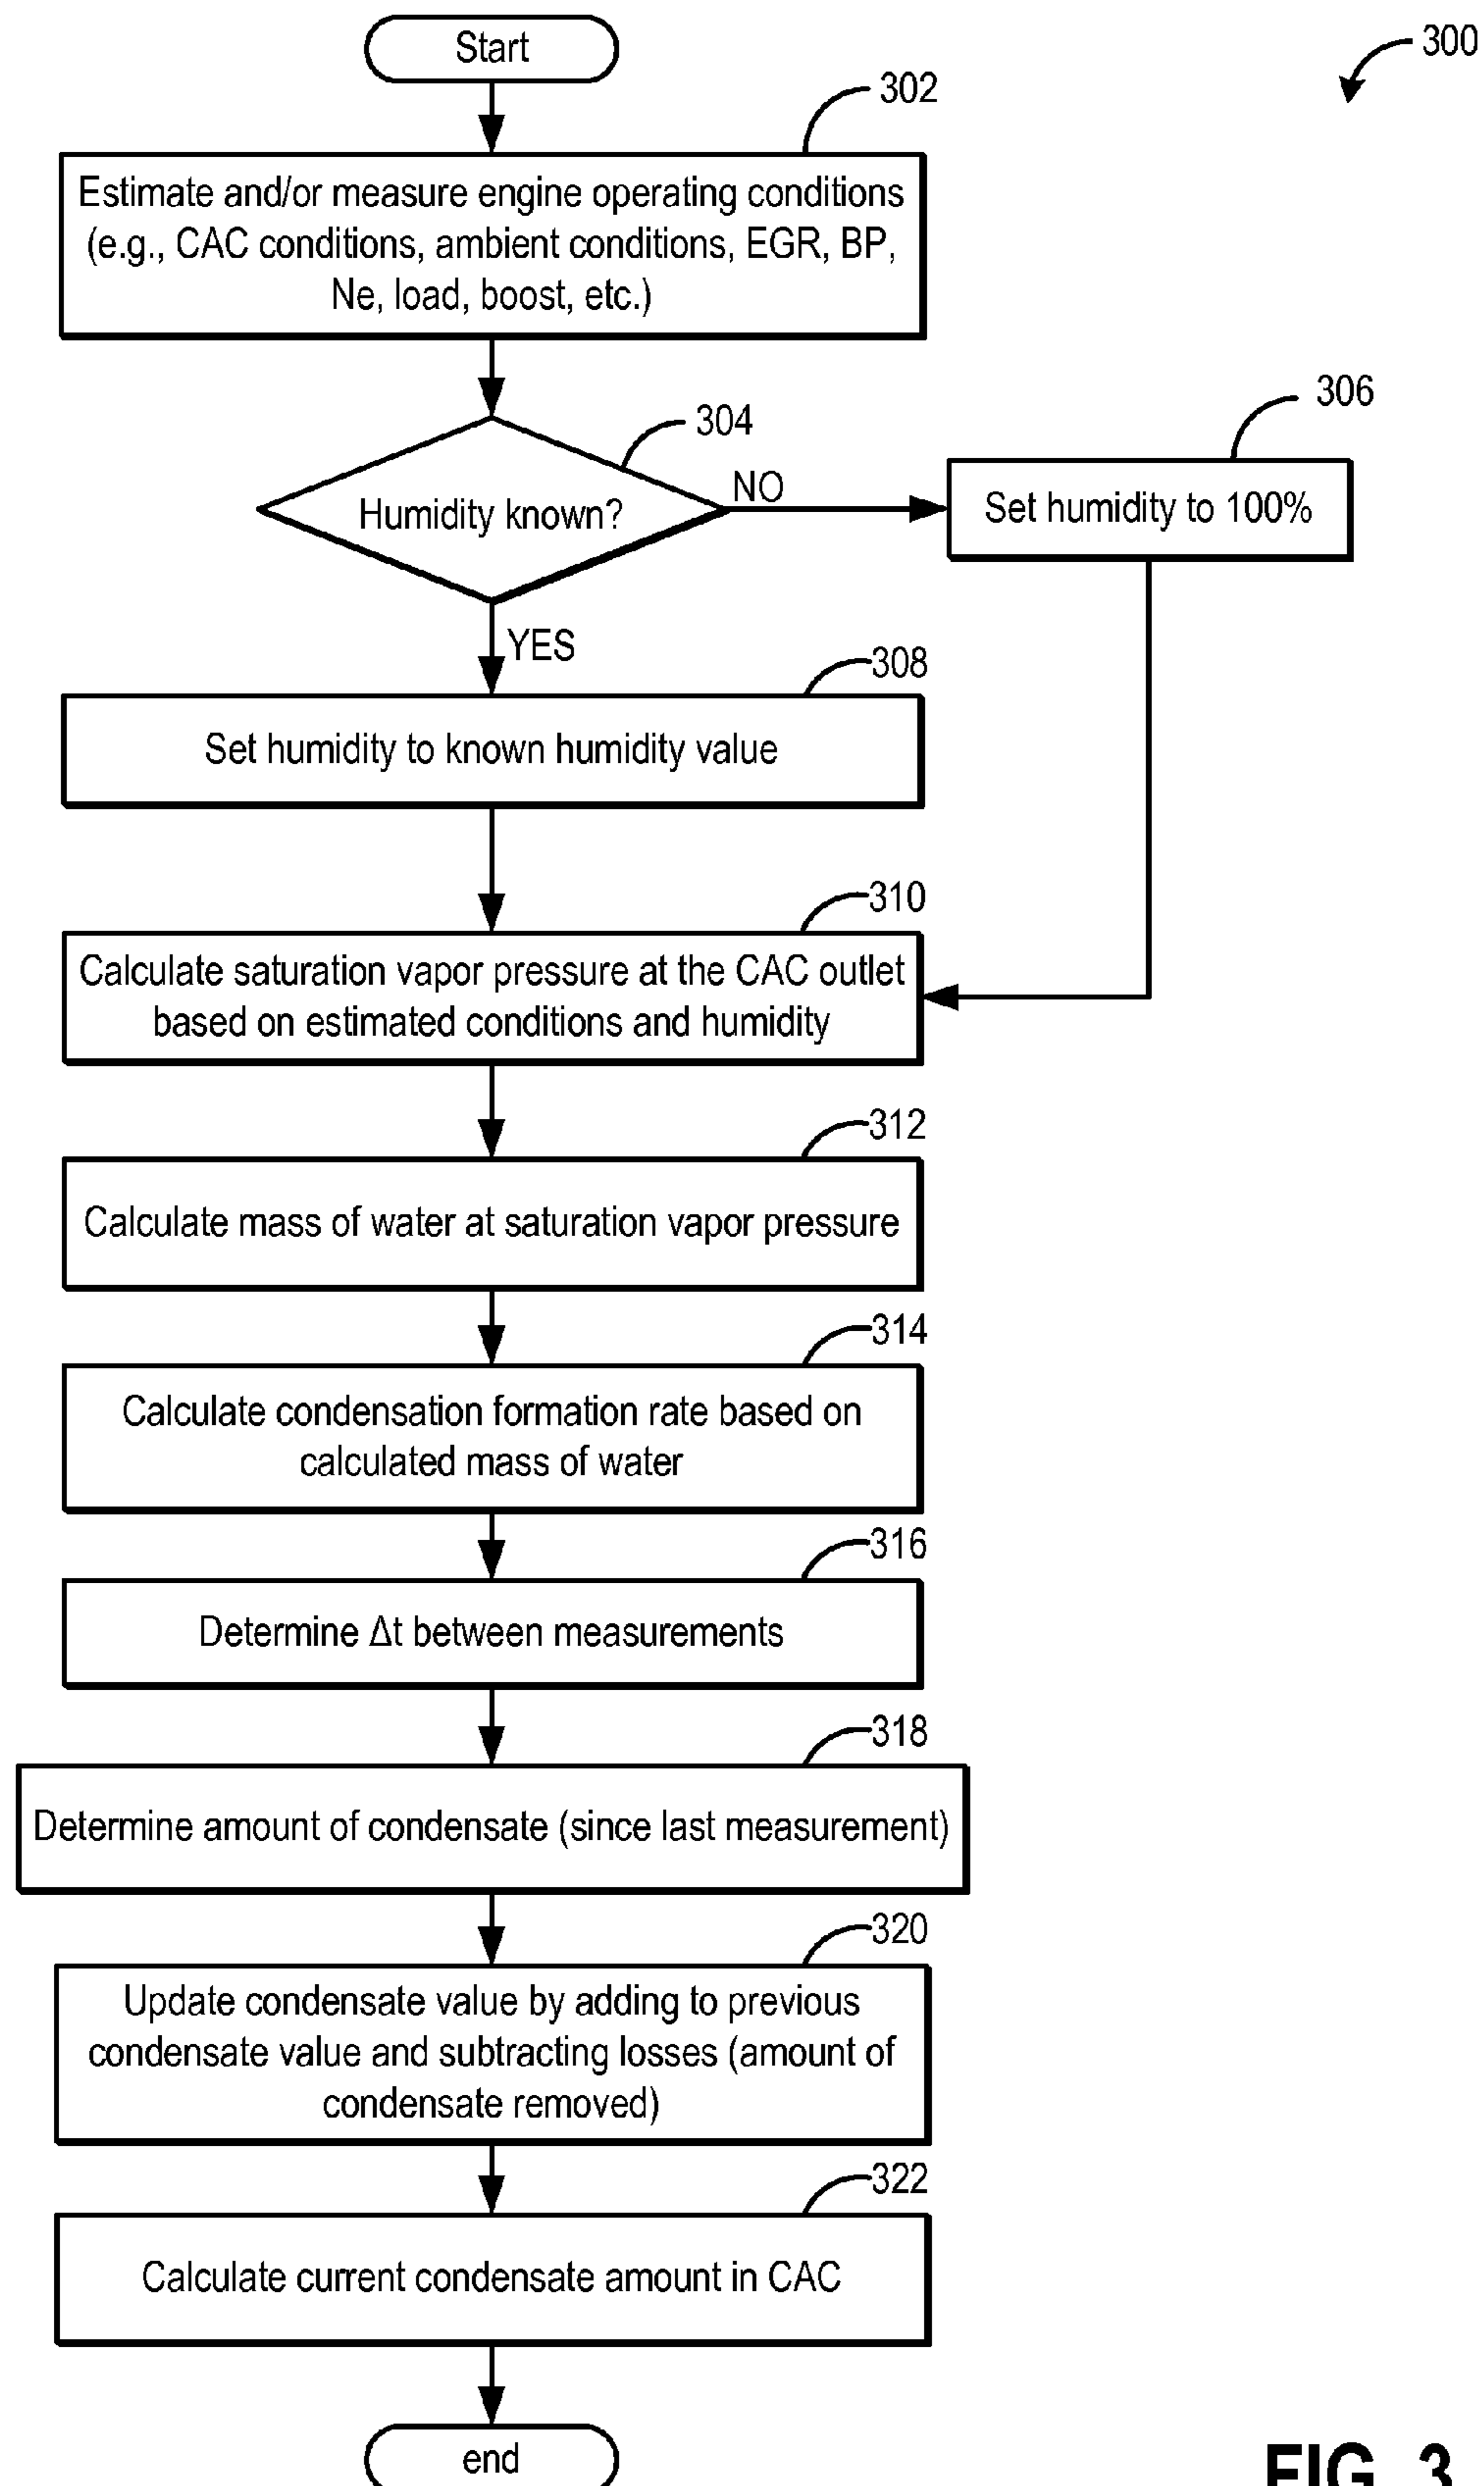 Start
300
302
Estimate and/or measure engine operating conditions
(e.g., CAC conditions, ambient conditions, EGR, BP,
Ne, load, boost, etc.)
304
306
Humidity known?
NO
Set humidity to 100%
YES
308
Set humidity to known humidity value
310
Calculate saturation vapor pressure at the CAC outlet
based on estimated conditions and humidity
312
Calculate mass of water at saturation vapor pressure
314
Calculate condensation formation rate based on
calculated mass of water
316
Determine Δt between measurements
318
Determine amount of condensate (since last measurement)
320
Update condensate value by adding to previous
condensate value and subtracting losses (amount of
condensate removed)
322
Calculate current condensate amount in CAC
end
FIG. 3